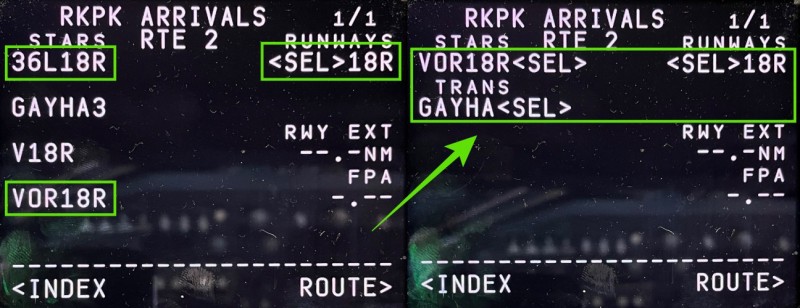 RKPK ARRIVALS 1/1
STARS RTE 2 RUNWAYS
36L18R <SEL>18R
GAYHA3
RWY EXT
V18R --.-NM
FPA
VOR18R -.--
--------------------------------
<INDEX ROUTE>
RKPK ARRIVALS 1/1
STARS RTE 2 RUNWAYS
VOR18R<SEL> <SEL>18R
TRANS
GAYHA<SEL>
RWY EXT
--.-NM
FPA
-.--
--------------------------------
<INDEX ROUTE>